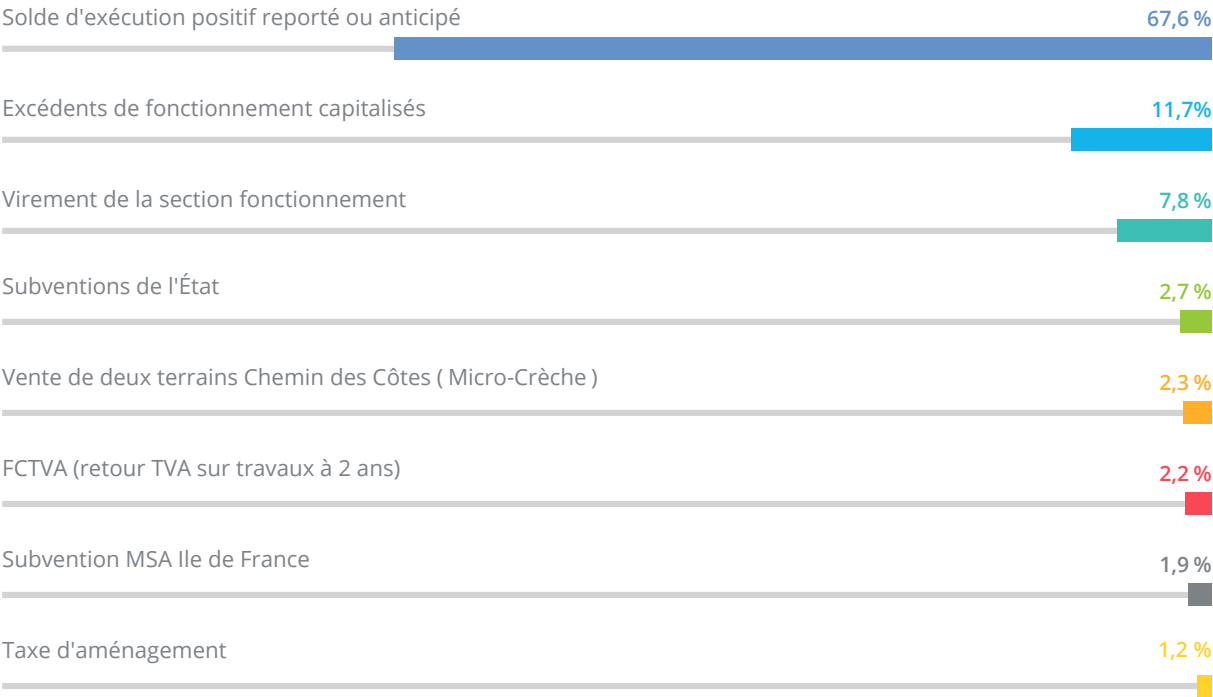 Solde d'exécution positif reporté ou anticipé 67,6 %
Excédents de fonctionnement capitalisés 11,7%
Virement de la section fonctionnement 7,8 %
Subventions de l'État 2,7 %
Vente de deux terrains Chemin des Côtes ( Micro-Crèche ) 2,3 %
FCTVA (retour TVA sur travaux à 2 ans) 2,2 %
Subvention MSA Ile de France 1,9 %
Taxe d'aménagement 1,2 %